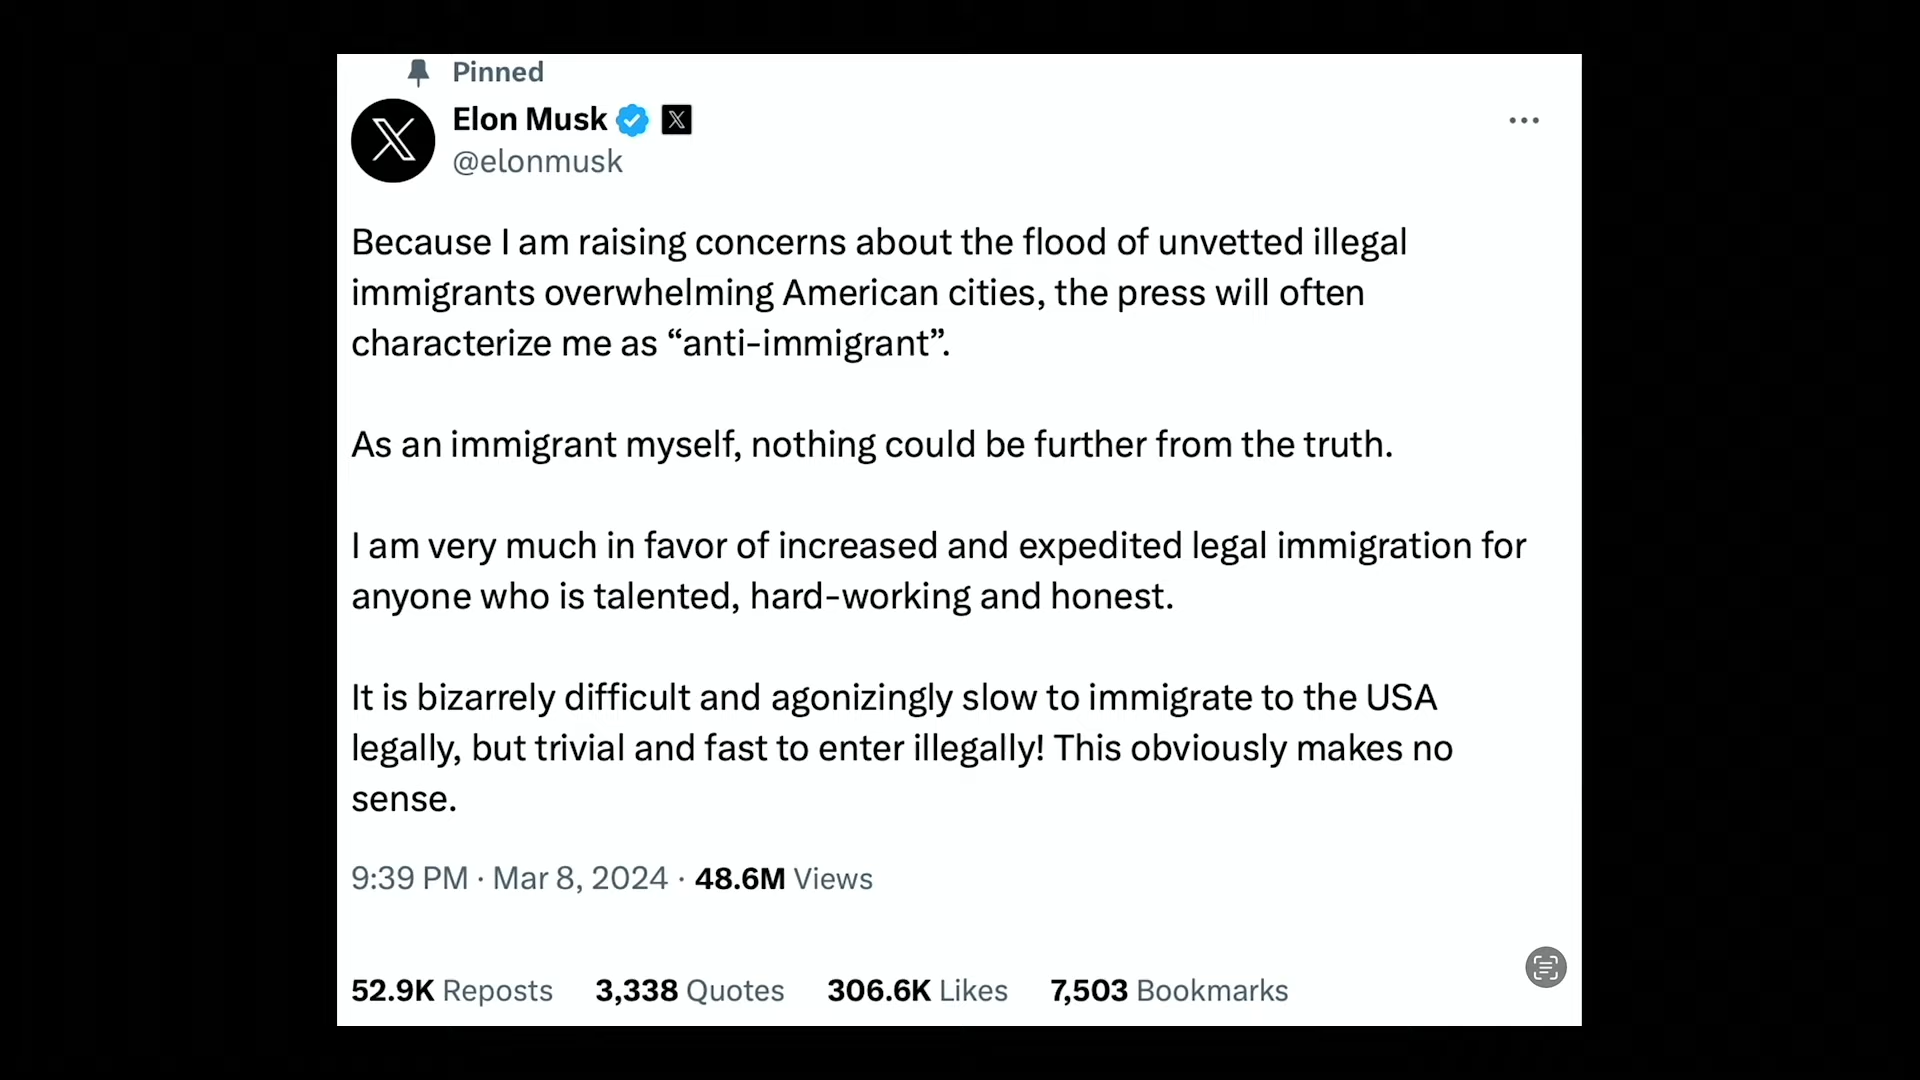 Pinned
Elon Musk
@elonmusk
Because I am raising concerns about the flood of unvetted illegal
immigrants overwhelming American cities, the press will often
characterize me as “anti-immigrant”.
As an immigrant myself, nothing could be further from the truth.
I am very much in favor of increased and expedited legal immigration for
anyone who is talented, hard-working and honest.
It is bizarrely difficult and agonizingly slow to immigrate to the USA
legally, but trivial and fast to enter illegally! This obviously makes no
sense.
9:39 PM · Mar 8, 2024 · 48.6M Views
52.9K Reposts 3,338 Quotes 306.6K Likes 7,503 Bookmarks